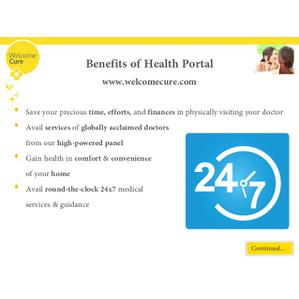 Welcome
Cure
Benefits of Health Portal
www.welcomecure.com
Save your precious time, efforts, and finances in physically visiting your doctor
Avail services of globally acclaimed doctors
from our high-powered panel
Gain health in comfort & convenience
of your home
Avail round-the-clock 24x7 medical
services & guidance
24 7
Continued...